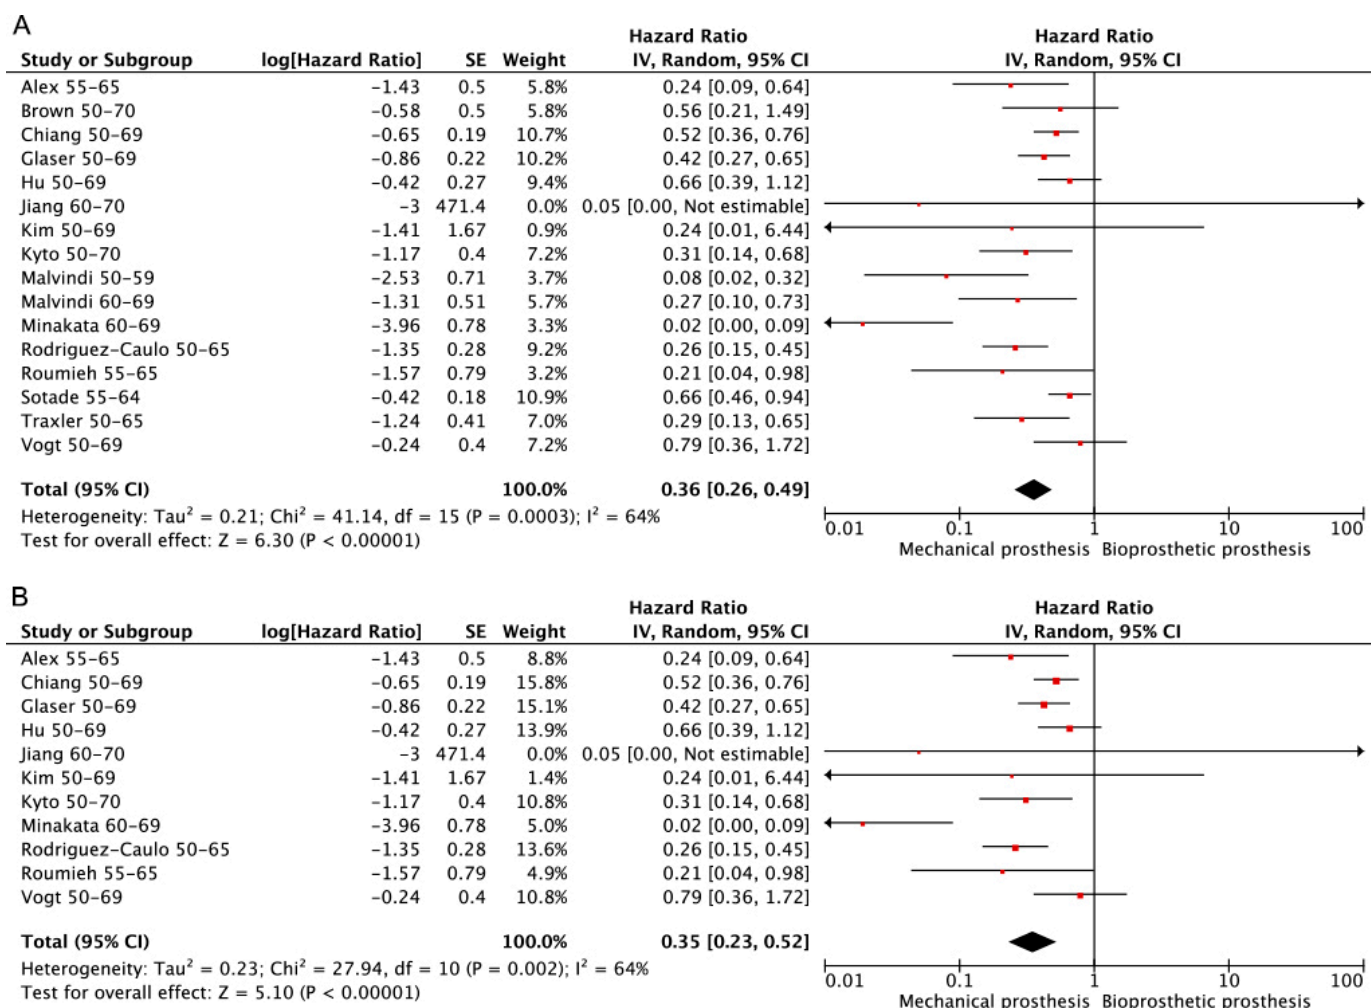 A
Hazard Ratio Hazard Ratio
Study or Subgroup log[Hazard Ratio] SE Weight IV, Random, 95% CI IV, Random, 95% CI
Alex 55-65 -1.43 0.5 5.8% 0.24 [0.09, 0.64]
Brown 50-70 -0.58 0.5 5.8% 0.56 [0.21, 1.49]
Chiang 50-69 -0.65 0.19 10.7% 0.52 [0.36, 0.76]
Glaser 50-69 -0.86 0.22 10.2% 0.42 [0.27, 0.65]
Hu 50-69 -0.42 0.27 9.4% 0.66 [0.39, 1.12]
Jiang 60-70 -3 471.4 0.0% 0.05 [0.00, Not estimable]
Kim 50-69 -1.41 1.67 0.9% 0.24 [0.01, 6.44]
Kyto 50-70 -1.17 0.4 7.2% 0.31 [0.14, 0.68]
Malvindi 50-59 -2.53 0.71 3.7% 0.08 [0.02, 0.32]
Malvindi 60-69 -1.31 0.51 5.7% 0.27 [0.10, 0.73]
Minakata 60-69 -3.96 0.78 3.3% 0.02 [0.00, 0.09]
Rodriguez-Caulo 50-65 -1.35 0.28 9.2% 0.26 [0.15, 0.45]
Roumieh 55-65 -1.57 0.79 3.2% 0.21 [0.04, 0.98]
Sotade 55-64 -0.42 0.18 10.9% 0.66 [0.46, 0.94]
Traxler 50-65 -1.24 0.41 7.0% 0.29 [0.13, 0.65]
Vogt 50-69 -0.24 0.4 7.2% 0.79 [0.36, 1.72]
Total (95% CI) 100.0% 0.36 [0.26, 0.49]
Heterogeneity: Tau² = 0.21; Chi² = 41.14, df = 15 (P = 0.0003); I² = 64%
Test for overall effect: Z = 6.30 (P < 0.00001)
0.01 0.1 1 10 100
Mechanical prosthesis Bioprosthetic prosthesis
B
Hazard Ratio Hazard Ratio
Study or Subgroup log[Hazard Ratio] SE Weight IV, Random, 95% CI IV, Random, 95% CI
Alex 55-65 -1.43 0.5 8.8% 0.24 [0.09, 0.64]
Chiang 50-69 -0.65 0.19 15.8% 0.52 [0.36, 0.76]
Glaser 50-69 -0.86 0.22 15.1% 0.42 [0.27, 0.65]
Hu 50-69 -0.42 0.27 13.9% 0.66 [0.39, 1.12]
Jiang 60-70 -3 471.4 0.0% 0.05 [0.00, Not estimable]
Kim 50-69 -1.41 1.67 1.4% 0.24 [0.01, 6.44]
Kyto 50-70 -1.17 0.4 10.8% 0.31 [0.14, 0.68]
Minakata 60-69 -3.96 0.78 5.0% 0.02 [0.00, 0.09]
Rodriguez-Caulo 50-65 -1.35 0.28 13.6% 0.26 [0.15, 0.45]
Roumieh 55-65 -1.57 0.79 4.9% 0.21 [0.04, 0.98]
Vogt 50-69 -0.24 0.4 10.8% 0.79 [0.36, 1.72]
Total (95% CI) 100.0% 0.35 [0.23, 0.52]
Heterogeneity: Tau² = 0.23; Chi² = 27.94, df = 10 (P = 0.002); I² = 64%
Test for overall effect: Z = 5.10 (P < 0.00001)
0.01 0.1 1 10 100
Mechanical prosthesis Bioprosthetic prosthesis